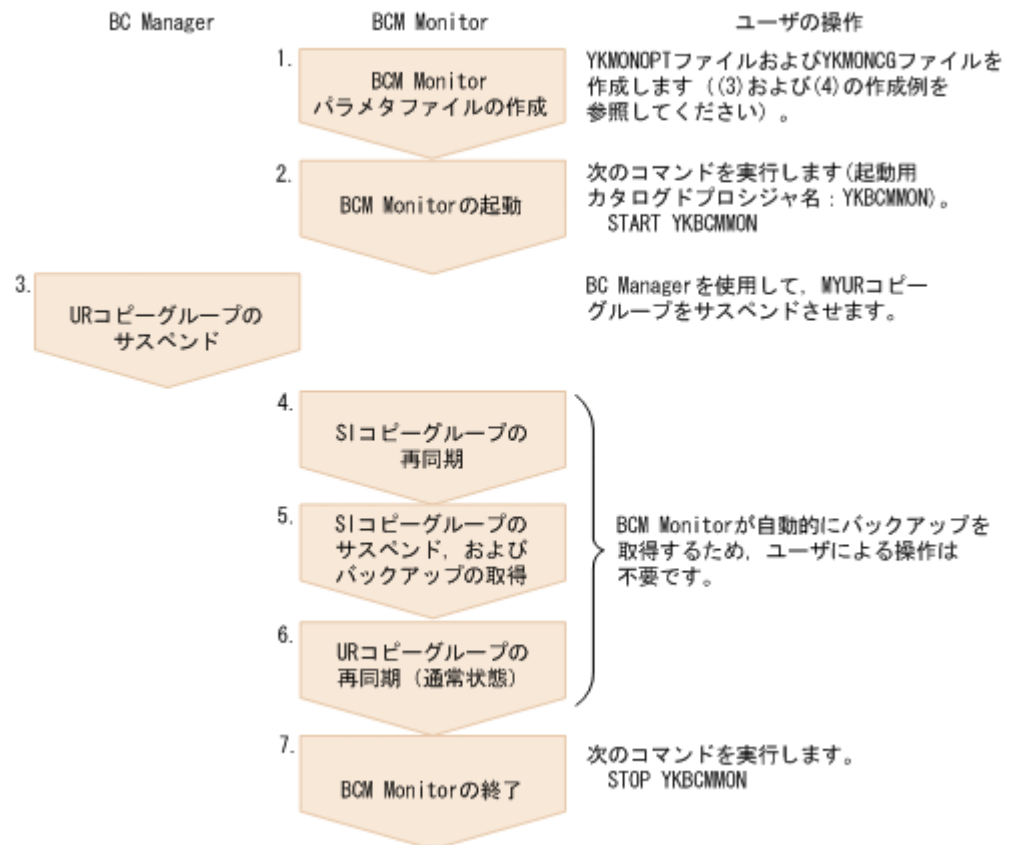 BC Manager
BCM Monitor
ユーザの操作
1.
BCM Monitor
パラメタファイルの作成
YKMONOPTファイルおよびYKMONCGファイルを
作成します((3)および(4)の作成例を
参照してください)。
2.
BCM Monitorの起動
次のコマンドを実行します(起動用
カタログドプロシジャ名:YKBCMMON)。
START YKBCMMON
3.
URコピーグループの
サスペンド
BC Managerを使用して,MYURコピー
グループをサスペンドさせます。
4.
SIコピーグループの
再同期
5.
SIコピーグループの
サスペンド,および
バックアップの取得
BCM Monitorが自動的にバックアップを
取得するため,ユーザによる操作は
不要です。
6.
URコピーグループの
再同期(通常状態)
7.
BCM Monitorの終了
次のコマンドを実行します。
STOP YKBCMMON